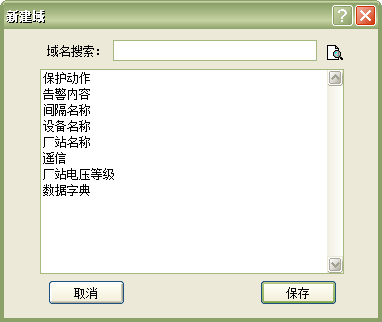 新建域
域名搜索：
保护动作
告警内容
间隔名称
设备名称
厂站名称
遥信
厂站电压等级
数据字典
取消 保存